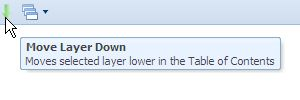 Move Layer Down
Moves selected layer lower in the Table of Contents